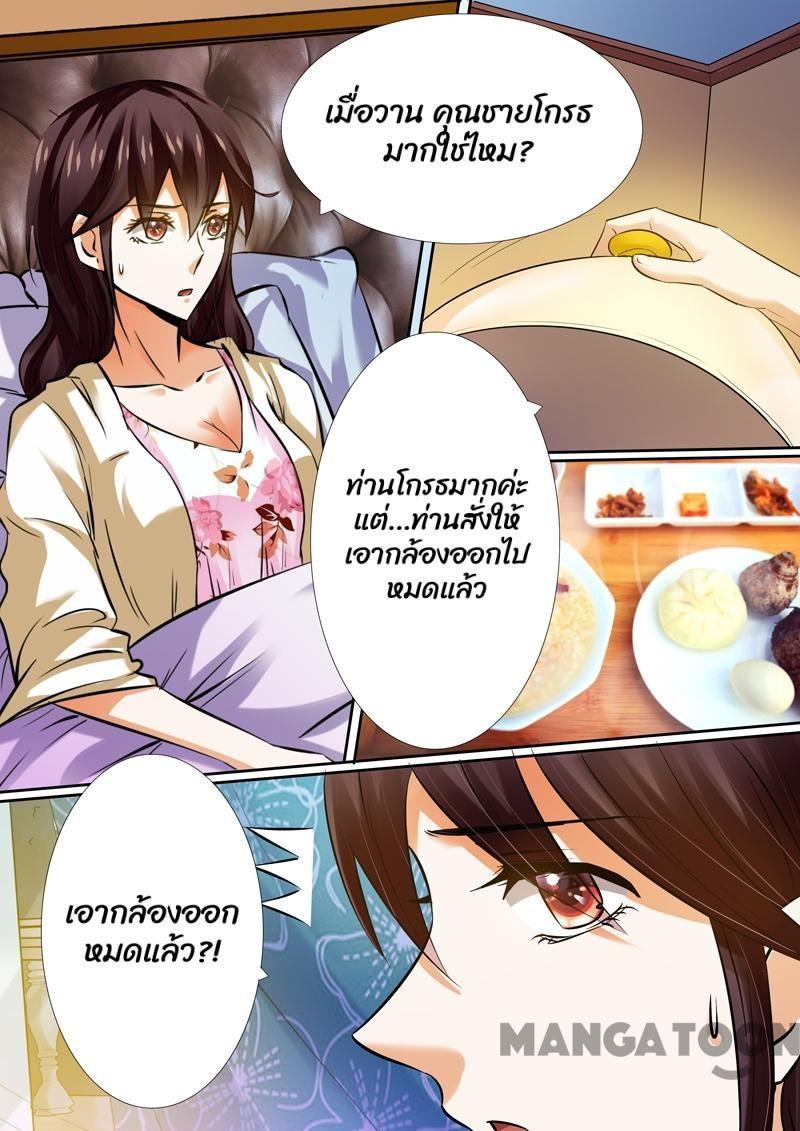 เมื่อวาน คุณชายโกรธ
มากใช่ไหม?
ท่านโกรธมากค่ะ
แต่...ท่านสั่งให้
เอากล้องออกไป
หมดแล้ว
เอากล้องออก
หมดแล้ว?!
MANGATOON